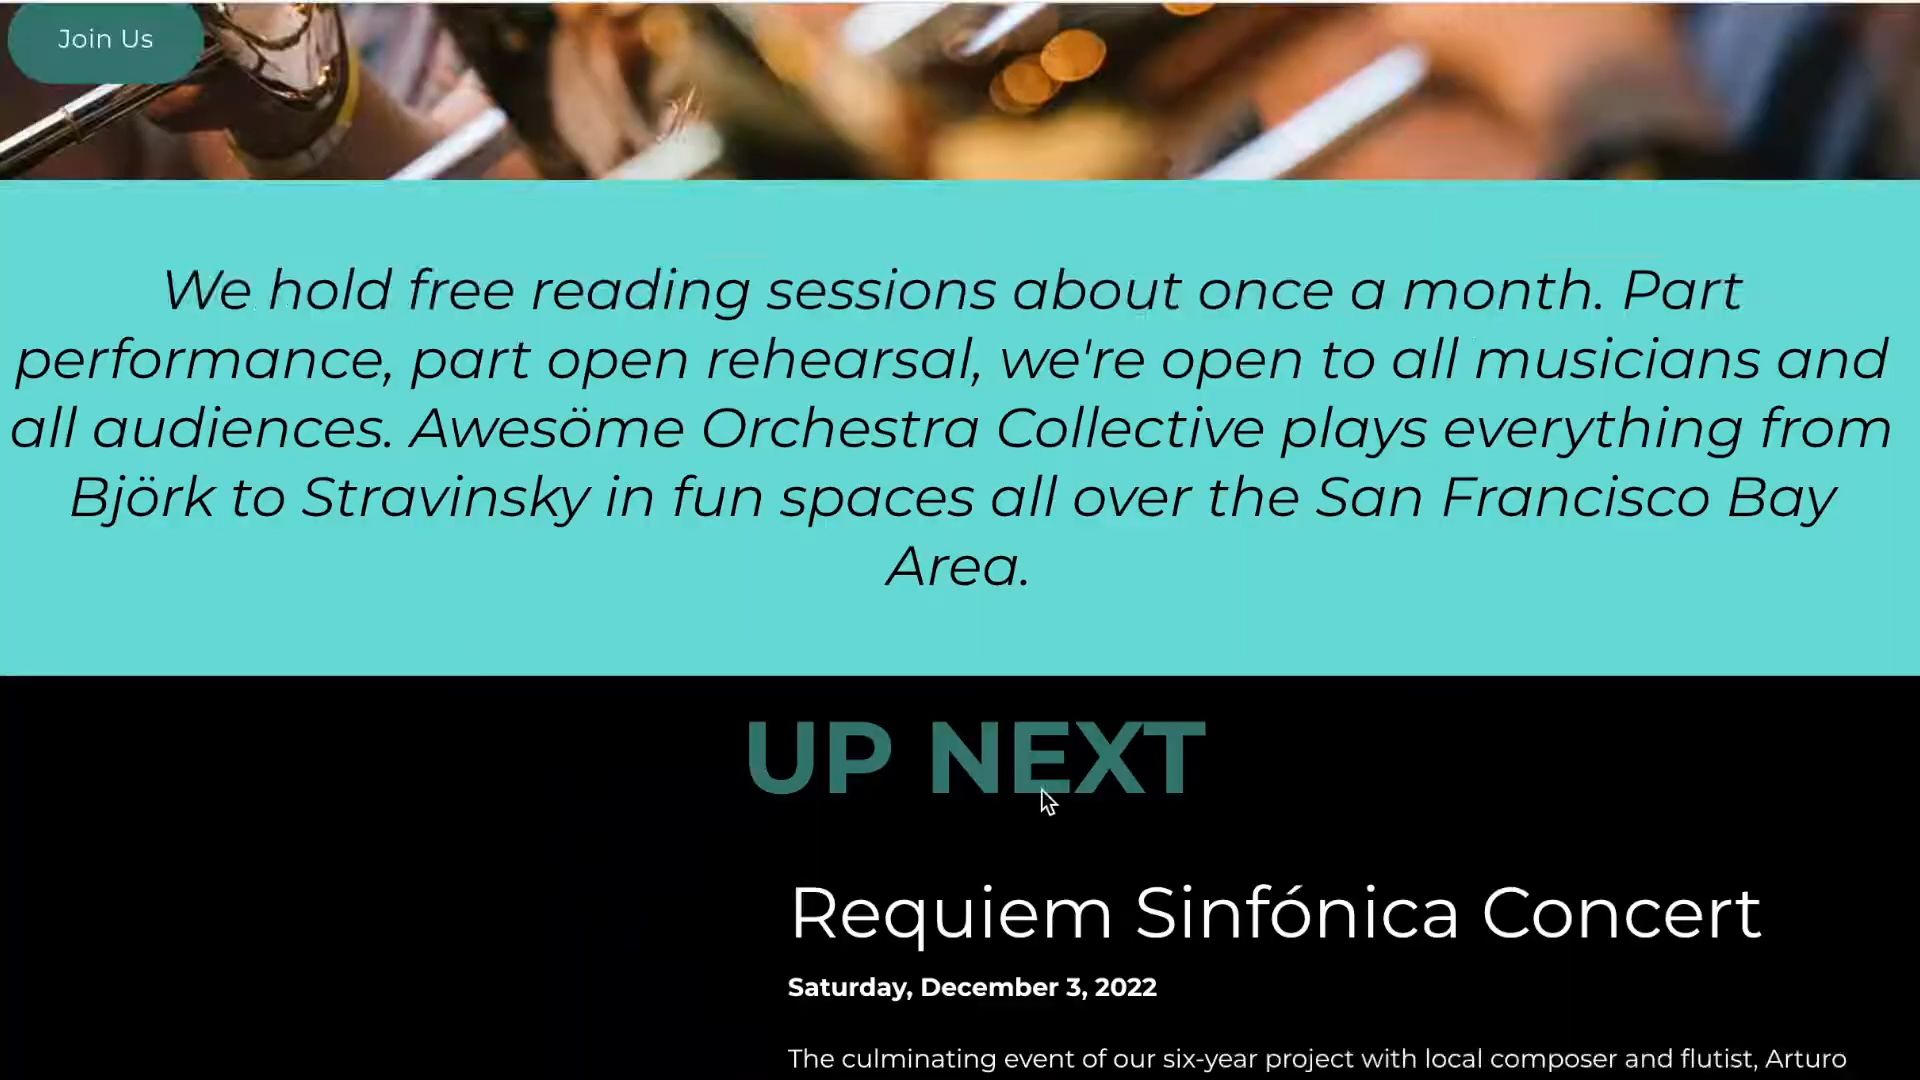 Join Us
We hold free reading sessions about once a month. Part
performance, part open rehearsal, we're open to all musicians and
all audiences. Awesöme Orchestra Collective plays everything from
Björk to Stravinsky in fun spaces all over the San Francisco Bay
Area.
UP NEXT
Requiem Sinfónica Concert
Saturday, December 3, 2022
The culminating event of our six-year project with local composer and flutist, Arturo